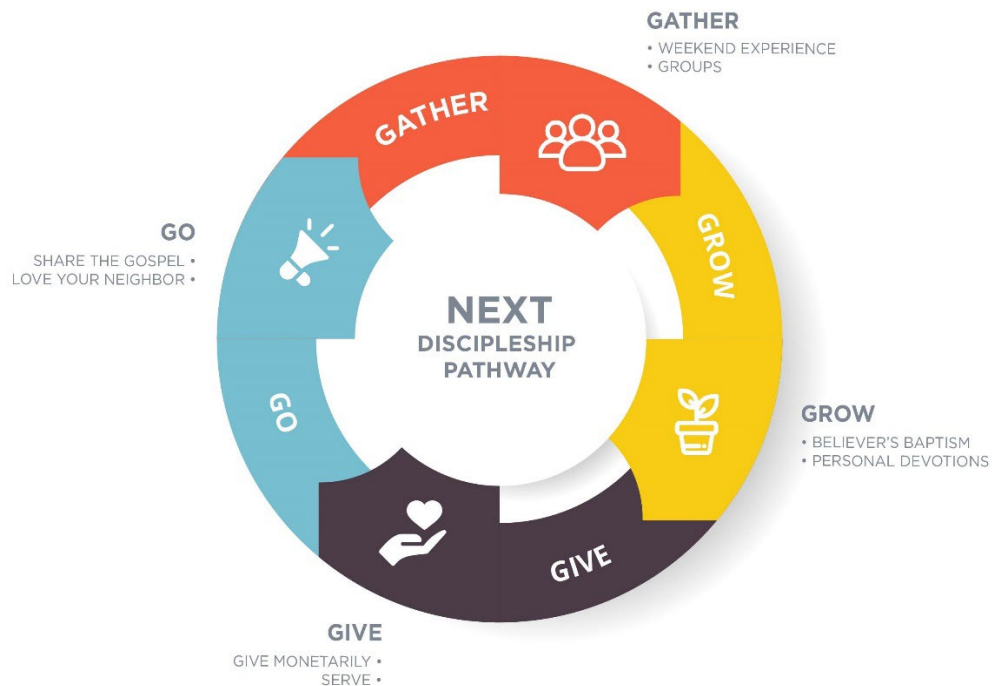 GATHER
• WEEKEND EXPERIENCE
• GROUPS
GATHER
GROW
GO
SHARE THE GOSPEL •
LOVE YOUR NEIGHBOR •
NEXT
DISCIPLESHIP
PATHWAY
GO
GROW
• BELIEVER'S BAPTISM
• PERSONAL DEVOTIONS
GIVE
GIVE
GIVE MONETARILY •
SERVE •